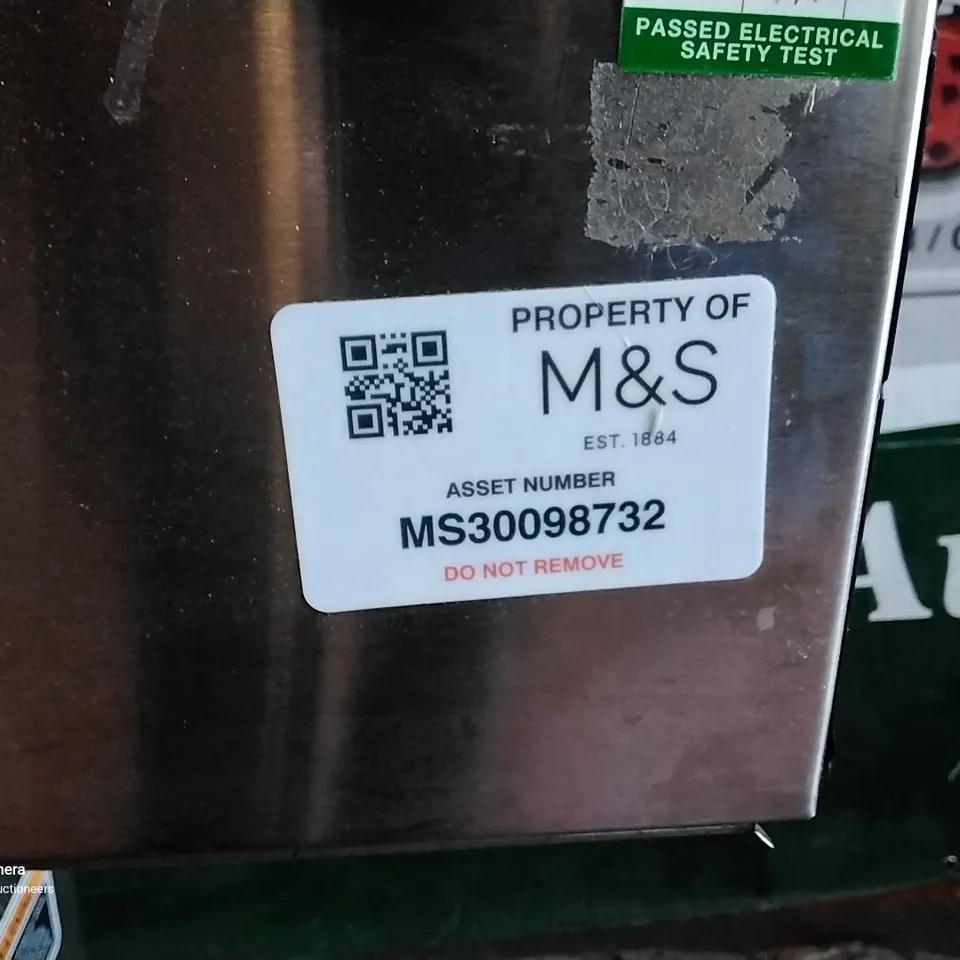 PASSED ELECTRICAL
SAFETY TEST
PROPERTY OF
M&S
EST. 1884
ASSET NUMBER
MS30098732
DO NOT REMOVE